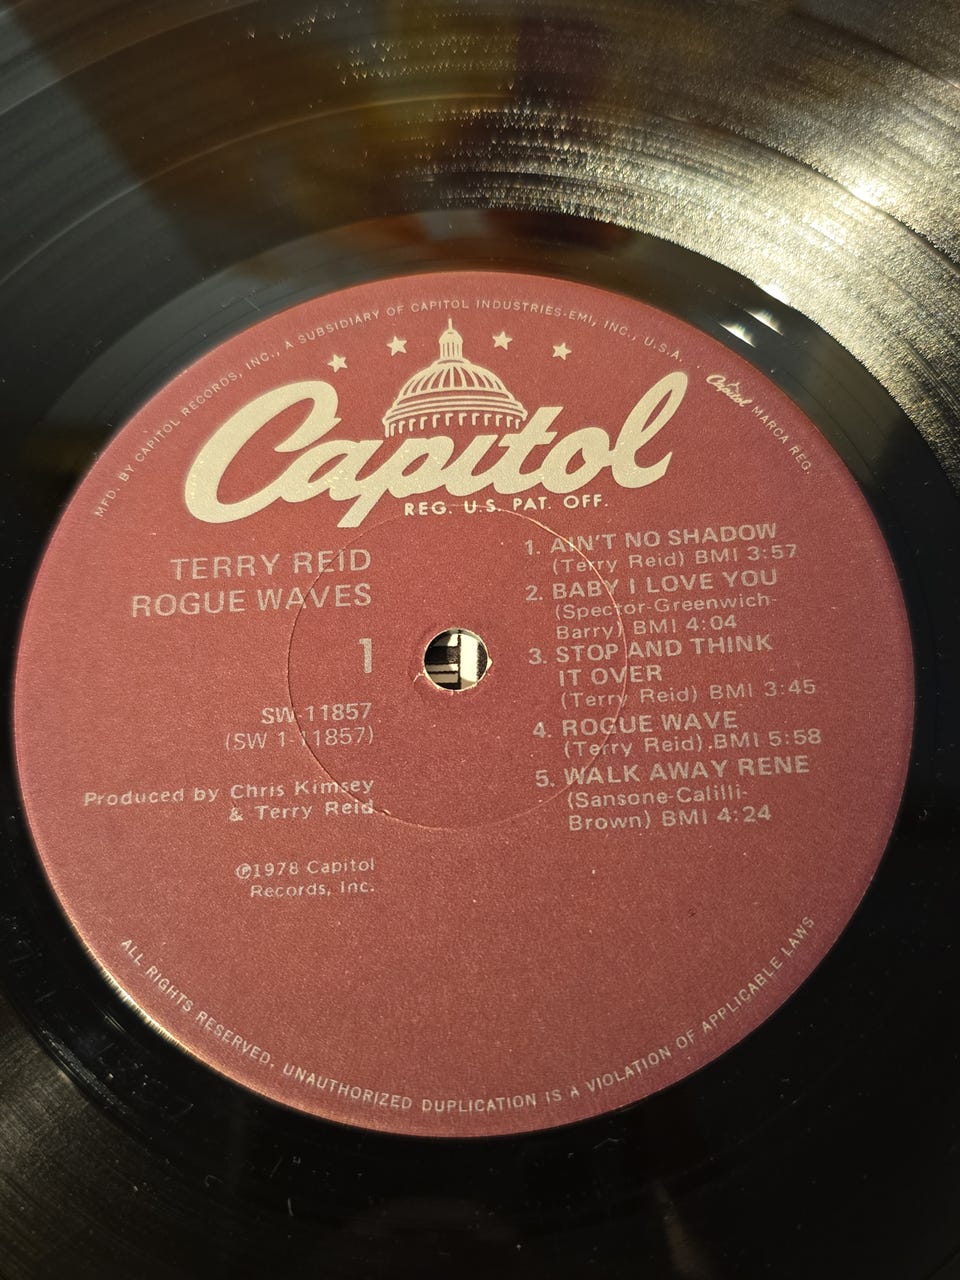 MFD. BY CAPITOL RECORDS, INC., A SUBSIDIARY OF CAPITOL INDUSTRIES-EMI, INC., U.S.A.
Capitol MARCA REG.
Capitol
REG. U.S. PAT. OFF.
TERRY REID
ROGUE WAVES
1
SW 11857
(SW 1-11857)
Produced by Chris Kimsey
& Terry Reid
℗1978 Capitol
Records, Inc.
1. AIN'T NO SHADOW
(Terry Reid) BMI 3:57
2. BABY I LOVE YOU
(Spector-Greenwich-
Barry) BMI 4:04
3. STOP AND THINK
IT OVER
(Terry Reid) BMI 3:45
4. ROGUE WAVE
(Terry Reid) BMI 5:58
5. WALK AWAY RENE
(Sansone-Calilli-
Brown) BMI 4:24
ALL RIGHTS RESERVED. UNAUTHORIZED DUPLICATION IS A VIOLATION OF APPLICABLE LAWS